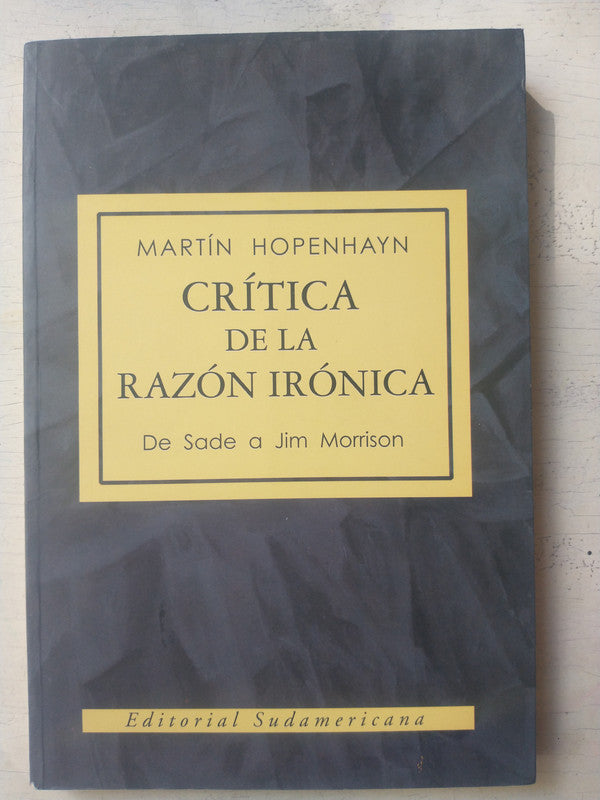 MARTÍN HOPENHAYN
CRÍTICA
DE LA
RAZÓN IRÓNICA
De Sade a Jim Morrison
Editorial Sudamericana